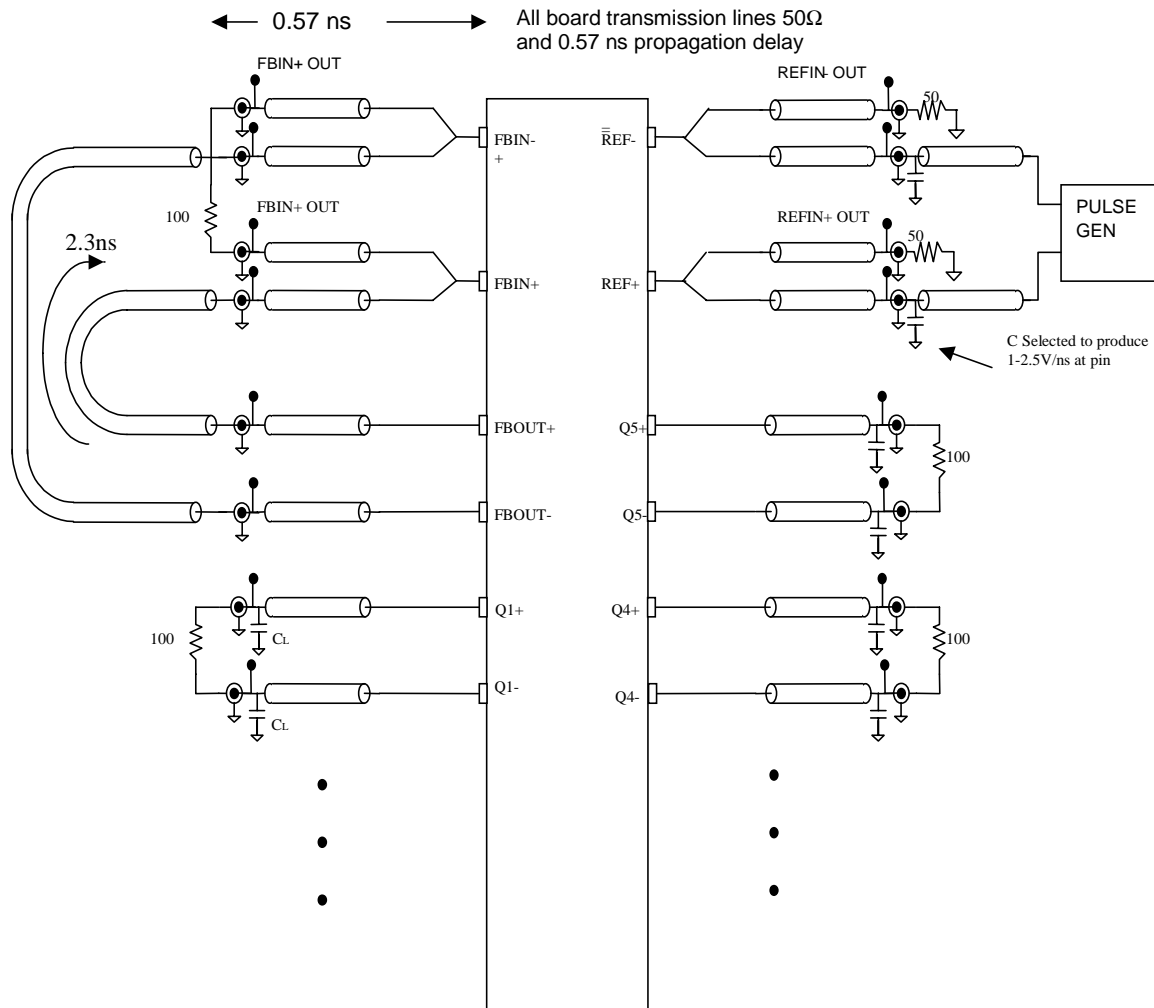 0.57 ns
All board transmission lines 50Ω
and 0.57 ns propagation delay
FBIN+ OUT
REFIN- OUT
50
FBIN-
+
REF-
100
FBIN+ OUT
REFIN+ OUT
50
PULSE
GEN
2.3ns
FBIN+
REF+
C Selected to produce
1-2.5V/ns at pin
FBOUT+
Q5+
100
FBOUT-
Q5-
Q1+
Q4+
100
CL
100
Q1-
Q4-
CL